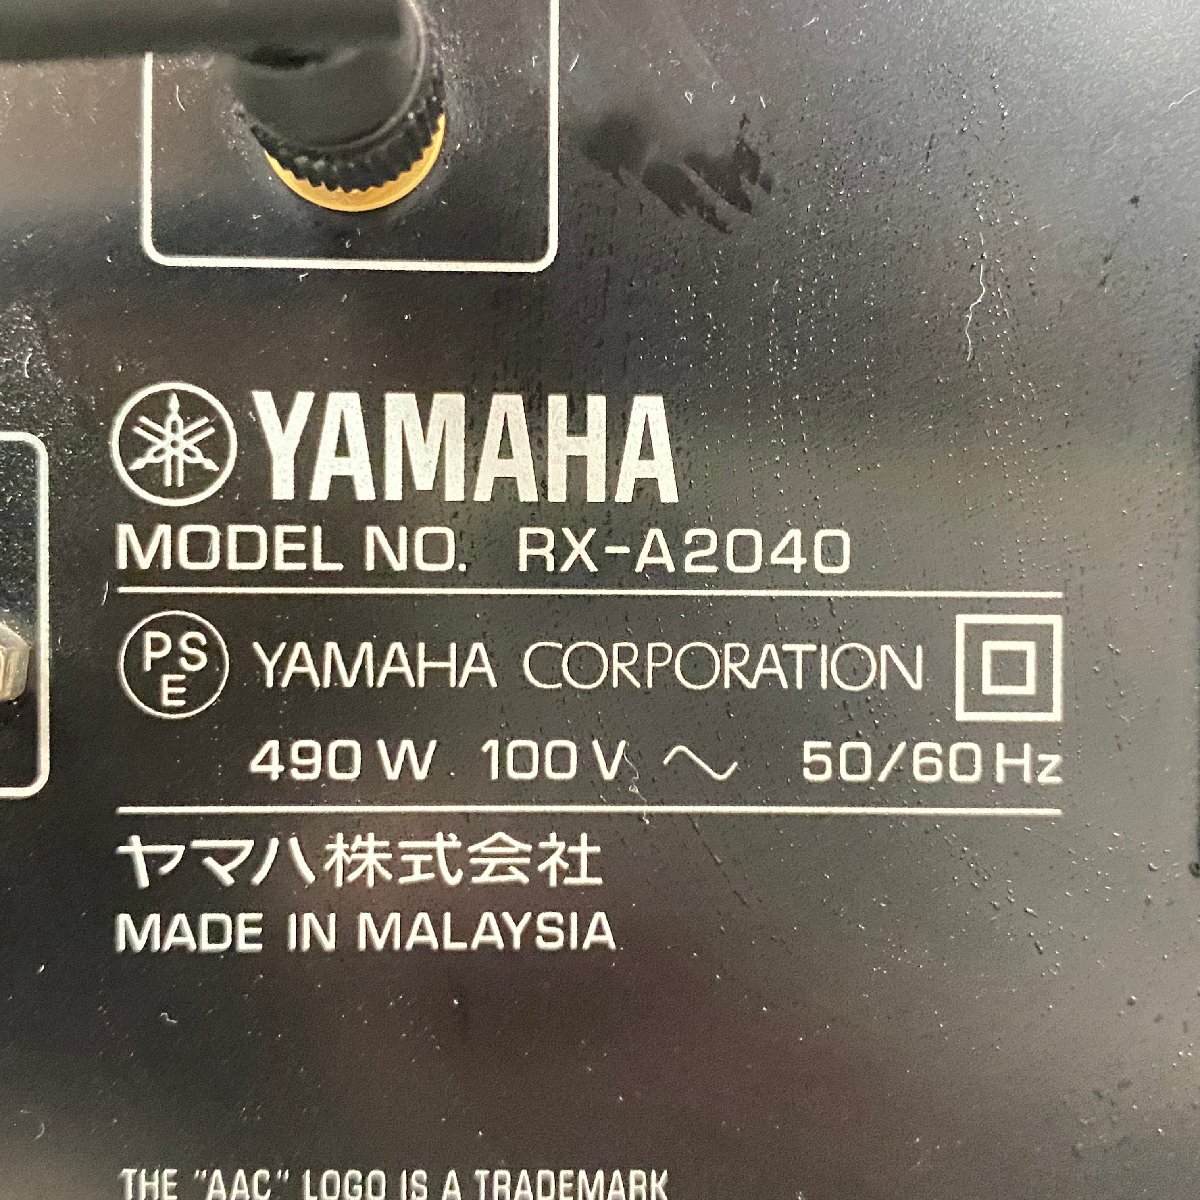 YAMAHA
MODEL NO. RX-A2040
PSE YAMAHA CORPORATION
490 W 100 V ~ 50/60 Hz
ヤマハ株式会社
MADE IN MALAYSIA
THE "AAC" LOGO IS A TRADEMARK